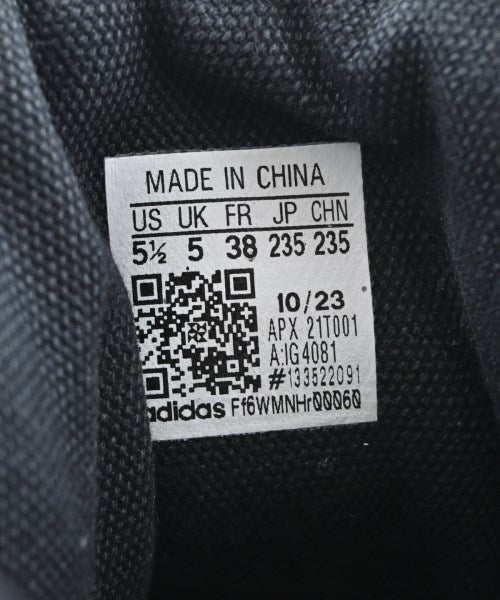 MADE IN CHINA
US UK FR JP CHN
5½ 5 38 235 235
10/23
APX 21T001
A:IG4081
#133522091
adidas Ff6WMNHr00060